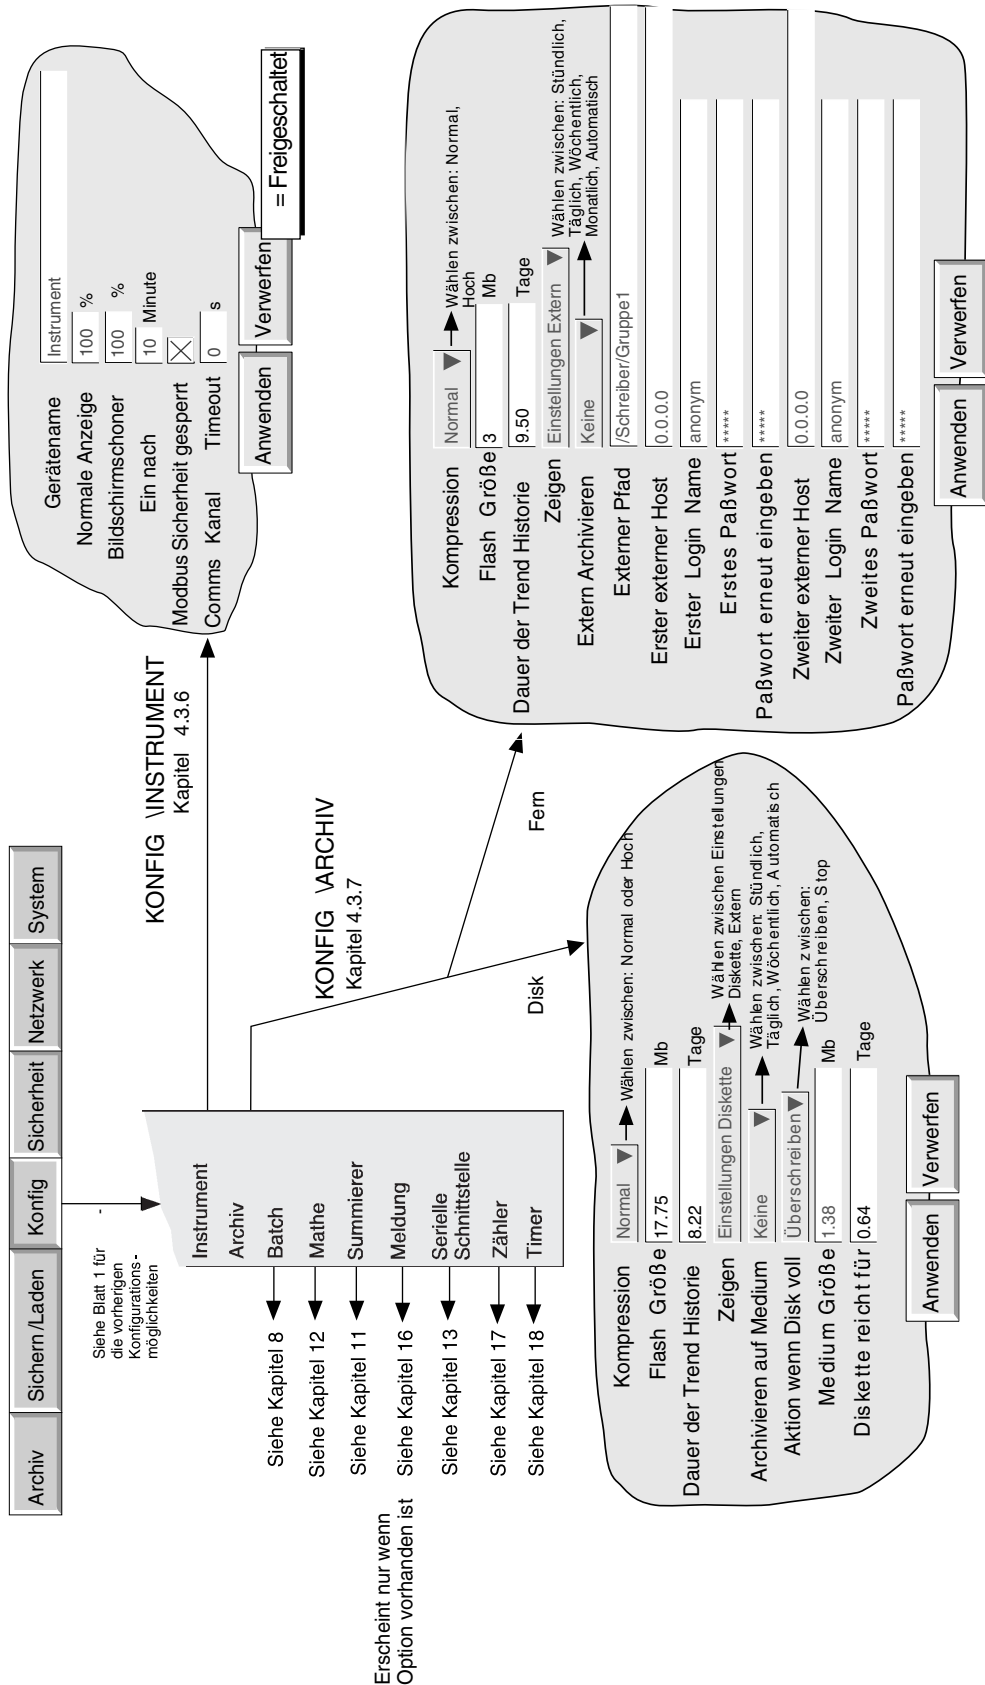 Archiv
Sichern/Laden
Konfig
Sicherheit
Netzwerk
System
Siehe Blatt 1 für
die vorherigen
Konfigurations-
möglichkeiten
-
Instrument
Archiv
Batch
Mathe
Summierer
Meldung
Serielle
Schnittstelle
Zähler
Timer
Siehe Kapitel 8
Siehe Kapitel 12
Siehe Kapitel 11
Siehe Kapitel 16
Siehe Kapitel 13
Siehe Kapitel 17
Siehe Kapitel 18
Erscheint nur wenn
Option vorhanden ist
KONFIG \INSTRUMENT
Kapitel 4.3.6
Gerätename Instrument
Normale Anzeige 100 %
Bildschirmschoner 100 %
Ein nach 10 Minute
Modbus Sicherheit gesperrt
Comms Kanal Timeout 0 s
Anwenden Verwerfen
= Freigeschaltet
KONFIG \ARCHIV
Kapitel 4.3.7
Disk
Fern
Kompression Normal Wählen zwischen: Normal oder Hoch
Flash Größe 17.75 Mb
Dauer der Trend Historie 8.22 Tage
Zeigen Einstellungen Diskette Wählen zwischen Einstellungen
Diskette, Extern
Archivieren auf Medium Keine Wählen zwischen: Stündlich,
Täglich, Wöchentlich, Automatisch
Aktion wenn Disk voll Überschreiben Wählen zwischen:
Überschreiben, Stop
Medium Größe 1.38 Mb
Diskette reicht für 0.64 Tage
Anwenden Verwerfen
Kompression Normal Wählen zwischen: Normal,
Hoch
Flash Größe 3 Mb
Dauer der Trend Historie 9.50 Tage
Zeigen Einstellungen Extern
Extern Archivieren Keine Wählen zwischen: Stündlich,
Täglich, Wöchentlich,
Monatlich, Automatisch
Externer Pfad /Schreiber/Gruppe1
Erster externer Host 0.0.0.0
Erster Login Name anonym
Erstes Paßwort *****
Paßwort erneut eingeben *****
Zweiter externer Host 0.0.0.0
Zweiter Login Name anonym
Zweites Paßwort *****
Paßwort erneut eingeben *****
Anwenden Verwerfen